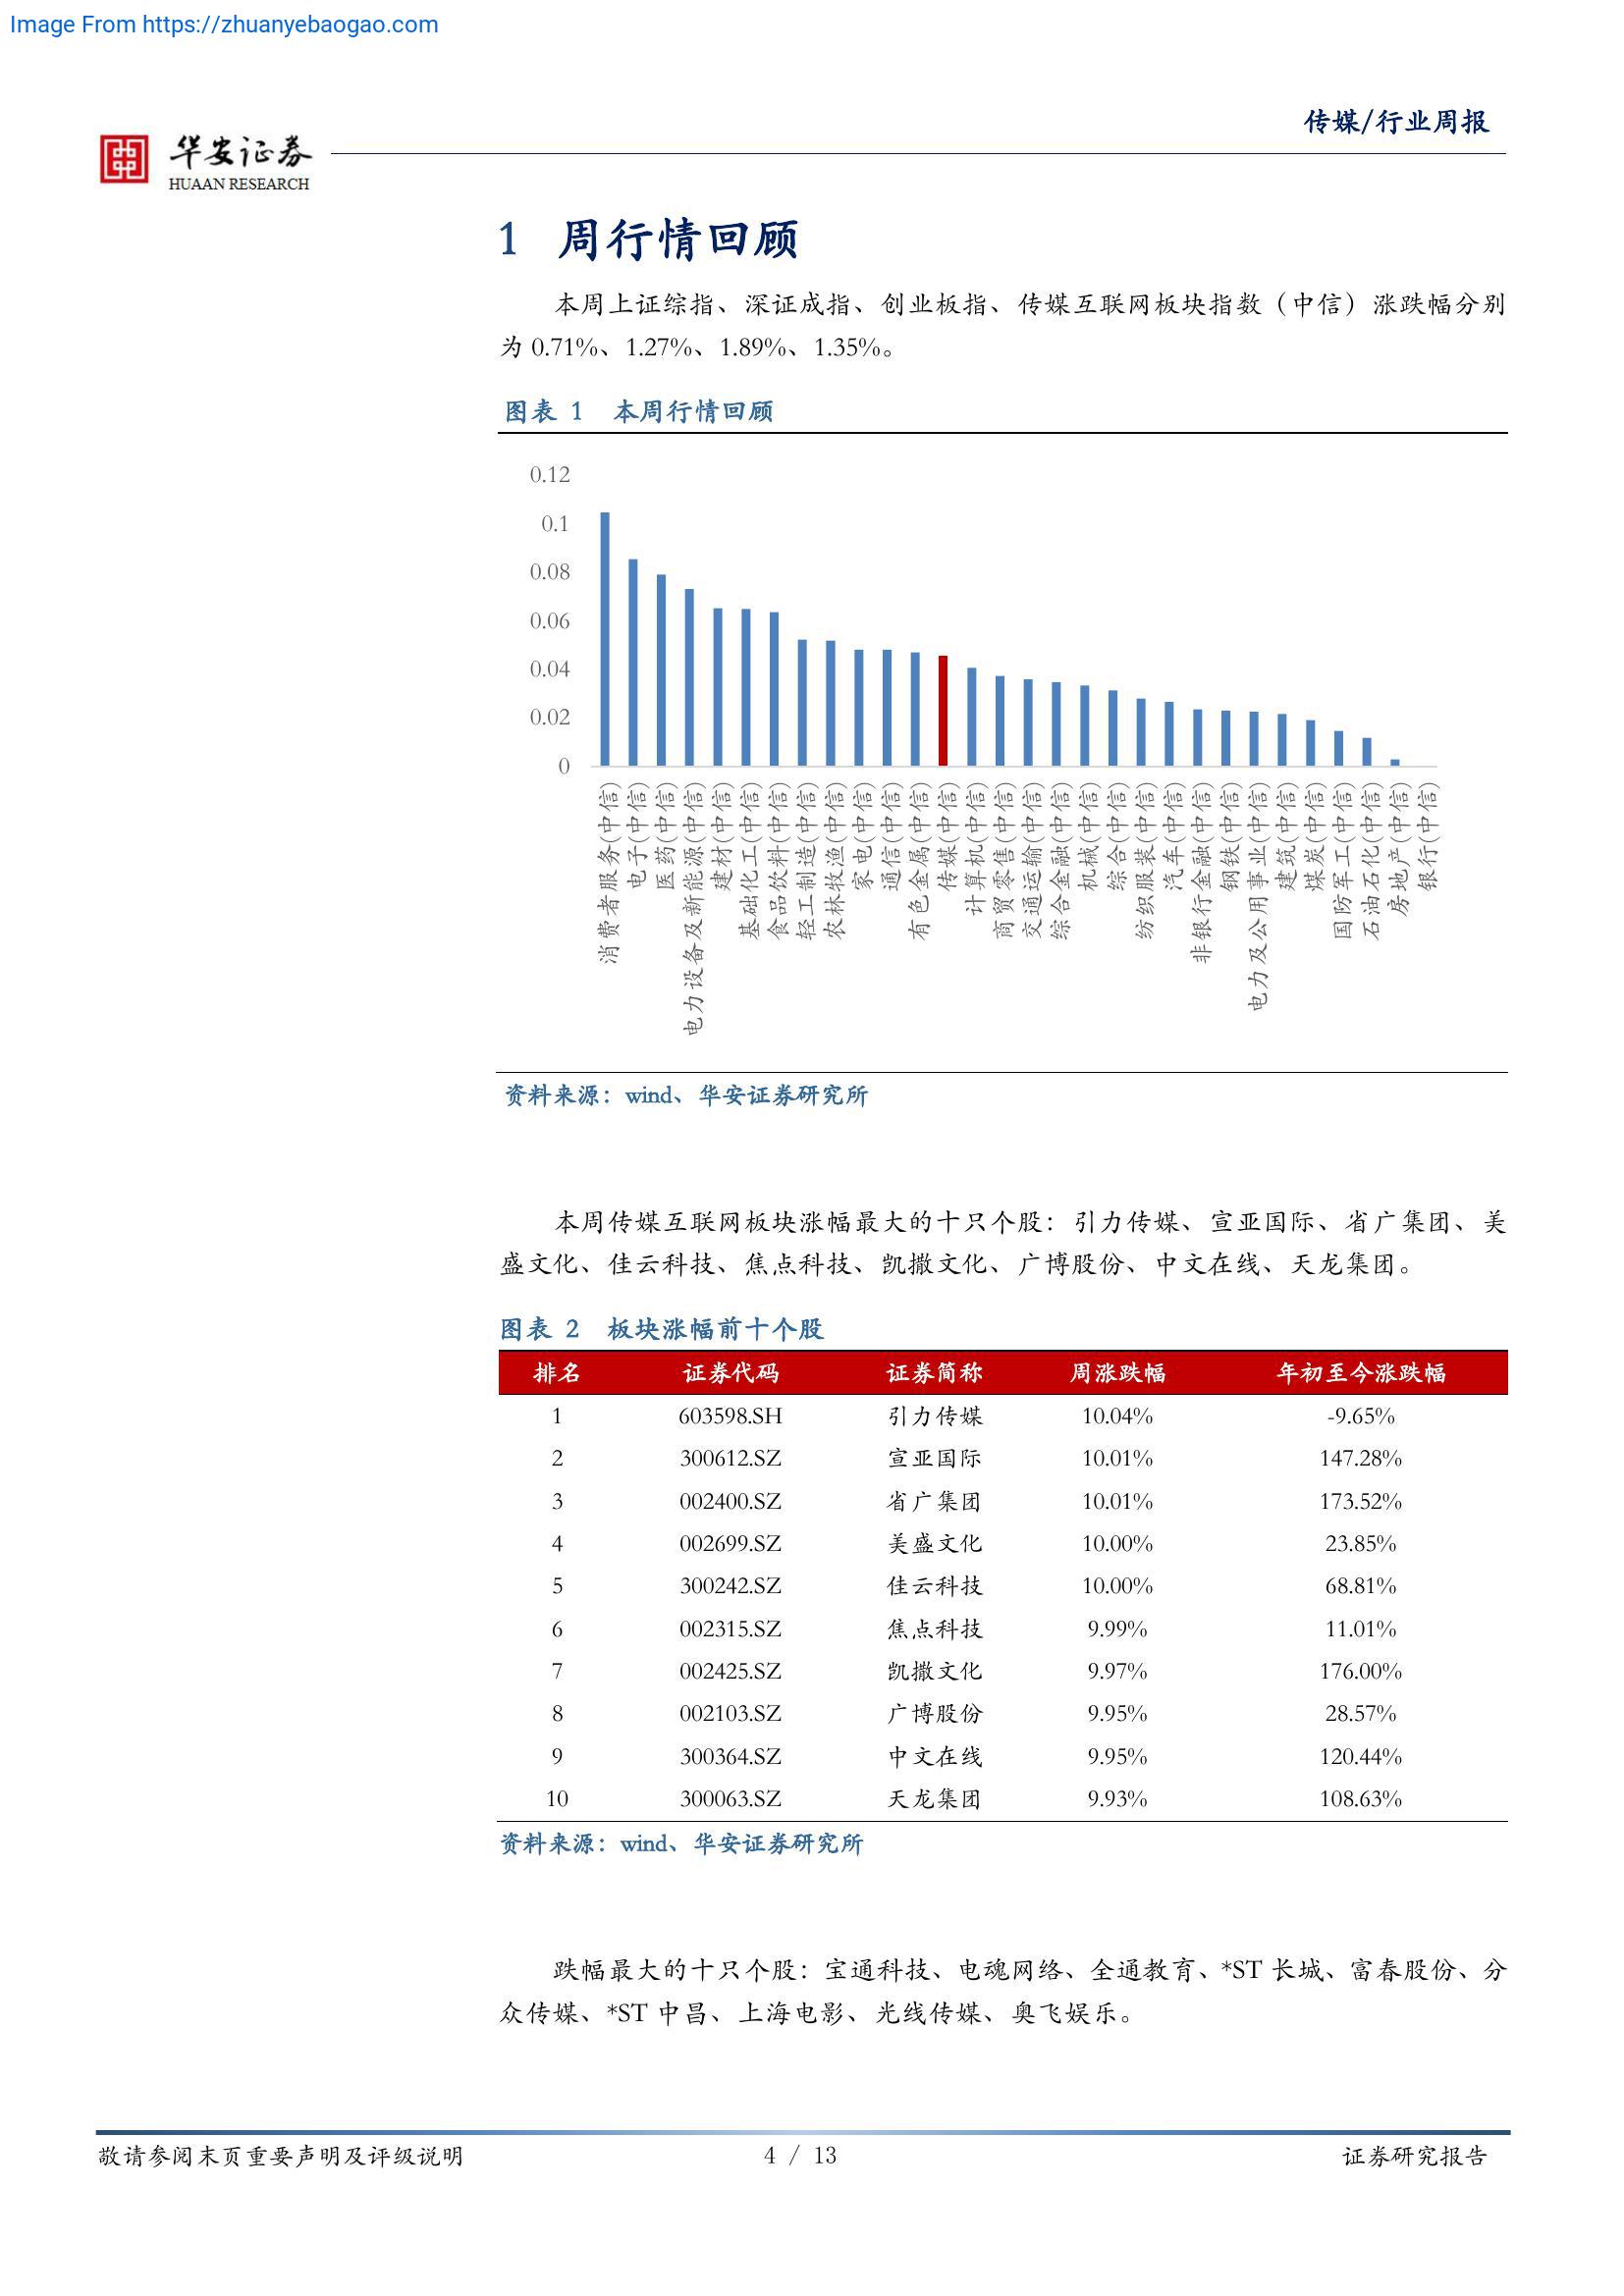 Image From https://zhuanyebaogao.com
传媒/行业周报
华安证券
HUAAN RESEARCH
1 周行情回顾
本周上证综指、深证成指、创业板指、传媒互联网板块指数（中信）涨跌幅分别
为 0.71%、1.27%、1.89%、1.35%。
图表 1 本周行情回顾
0.12
0.1
0.08
0.06
0.04
0.02
0
消费者服务(中信)
电子(中信)
医药(中信)
电力设备及新能源(中信)
建材(中信)
基础化工(中信)
食品饮料(中信)
轻工制造(中信)
农林牧渔(中信)
家电(中信)
通信(中信)
有色金属(中信)
传媒(中信)
计算机(中信)
商贸零售(中信)
交通运输(中信)
综合金融(中信)
机械(中信)
综合(中信)
纺织服装(中信)
汽车(中信)
非银行金融(中信)
钢铁(中信)
电力及公用事业(中信)
建筑(中信)
煤炭(中信)
国防军工(中信)
石油石化(中信)
房地产(中信)
银行(中信)
资料来源：wind、华安证券研究所
本周传媒互联网板块涨幅最大的十只个股：引力传媒、宣亚国际、省广集团、美
盛文化、佳云科技、焦点科技、凯撒文化、广博股份、中文在线、天龙集团。
图表 2 板块涨幅前十个股
排名 证券代码 证券简称 周涨跌幅 年初至今涨跌幅
1 603598.SH 引力传媒 10.04% -9.65%
2 300612.SZ 宣亚国际 10.01% 147.28%
3 002400.SZ 省广集团 10.01% 173.52%
4 002699.SZ 美盛文化 10.00% 23.85%
5 300242.SZ 佳云科技 10.00% 68.81%
6 002315.SZ 焦点科技 9.99% 11.01%
7 002425.SZ 凯撒文化 9.97% 176.00%
8 002103.SZ 广博股份 9.95% 28.57%
9 300364.SZ 中文在线 9.95% 120.44%
10 300063.SZ 天龙集团 9.93% 108.63%
资料来源：wind、华安证券研究所
跌幅最大的十只个股：宝通科技、电魂网络、全通教育、*ST 长城、富春股份、分
众传媒、*ST 中昌、上海电影、光线传媒、奥飞娱乐。
敬请参阅末页重要声明及评级说明 4 / 13 证券研究报告